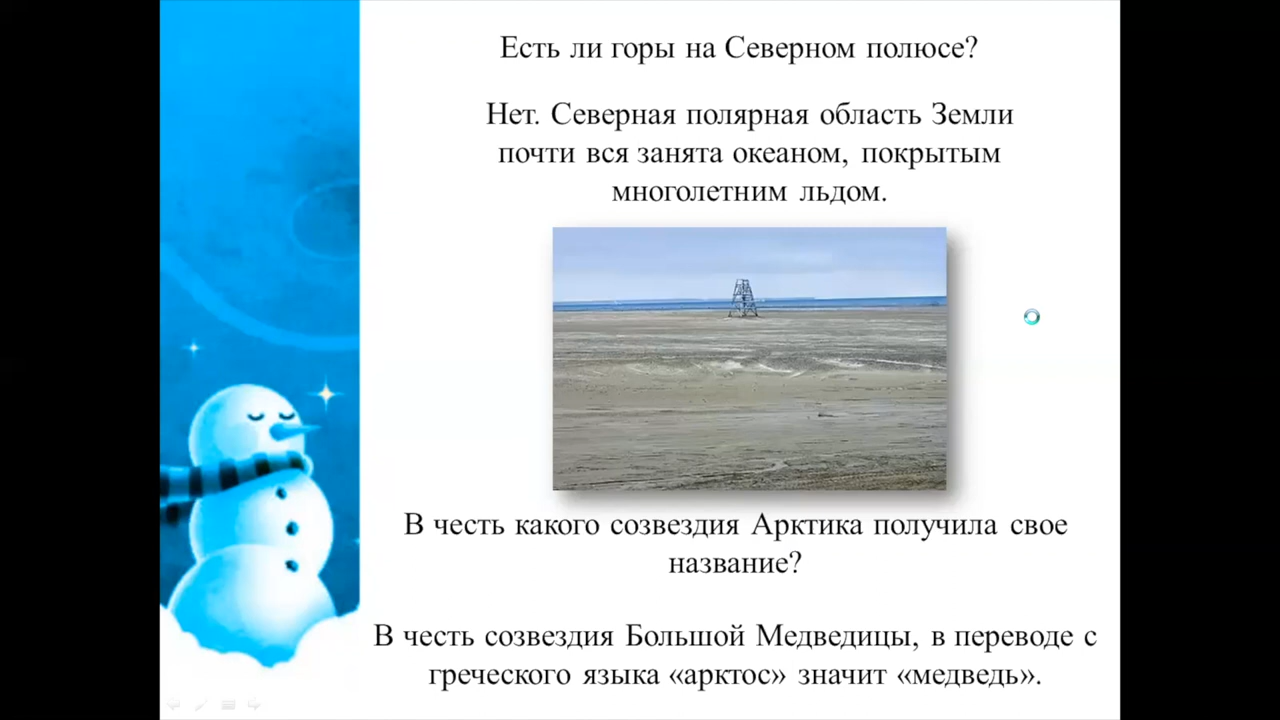 Есть ли горы на Северном полюсе?
Нет. Северная полярная область Земли
почти вся занята океаном, покрытым
многолетним льдом.
В честь какого созвездия Арктика получила свое
название?
В честь созвездия Большой Медведицы, в переводе с
греческого языка «арктос» значит «медведь».